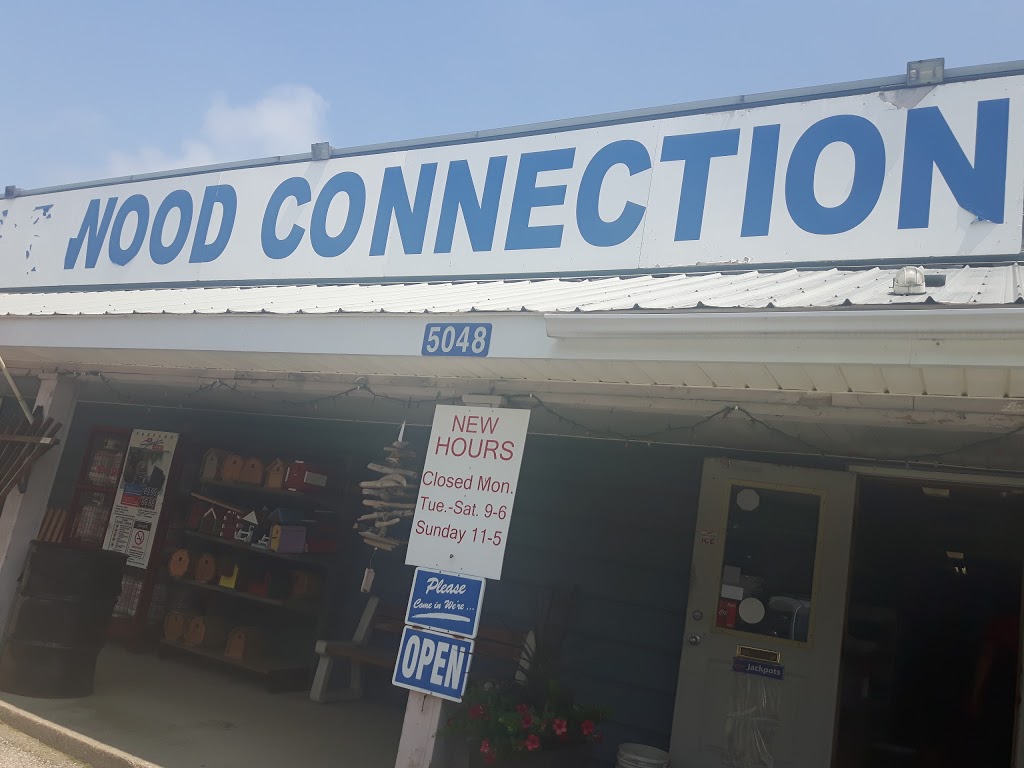 WOOD CONNECTION
5048
NEW
HOURS
Closed Mon.
Tue.-Sat. 9-6
Sunday 11-5
Please
Come in We're...
OPEN
jackpots